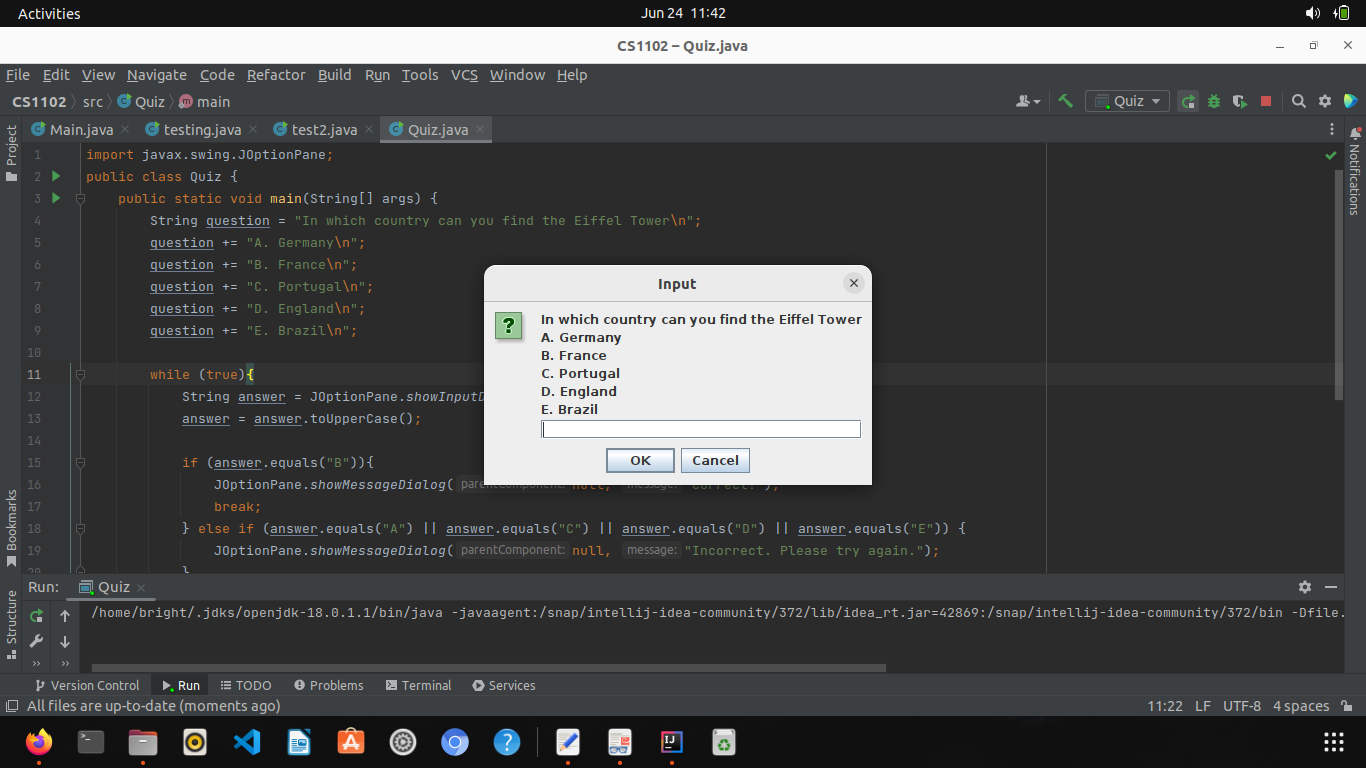 Activities
Jun 24 11:42
CS1102 – Quiz.java
File Edit View Navigate Code Refactor Build Run Tools VCS Window Help
CS1102 src Quiz main
Quiz
Main.java testing.java test2.java Quiz.java
Project
Notifications
1 import javax.swing.JOptionPane;
2 public class Quiz {
3 public static void main(String[] args) {
4 String question = "In which country can you find the Eiffel Tower\n";
5 question += "A. Germany\n";
6 question += "B. France\n";
7 question += "C. Portugal\n";
8 question += "D. England\n";
9 question += "E. Brazil\n";
10
11 while (true){
12 String answer = JOptionPane.
13 answer = answer.toUpperCase();
14
15 if (answer.equals("B")){
16 JOptionPane.showMessageDialog(
17 break;
18 } else if (answer.equals("A") || answer.equals("C") || answer.equals("D") || answer.equals("E")) {
19 JOptionPane.showMessageDialog( parentComponent: null, message: "Incorrect. Please try again.");
20 }
Input
?
In which country can you find the Eiffel Tower
A. Germany
B. France
C. Portugal
D. England
E. Brazil
OK Cancel
Bookmarks
Structure
Run: Quiz
/home/bright/.jdks/openjdk-18.0.1.1/bin/java -javaagent:/snap/intellij-idea-community/372/lib/idea_rt.jar=42869:/snap/intellij-idea-community/372/bin -Dfile.
Version Control Run TODO Problems Terminal Services
All files are up-to-date (moments ago)
11:22 LF UTF-8 4 spaces